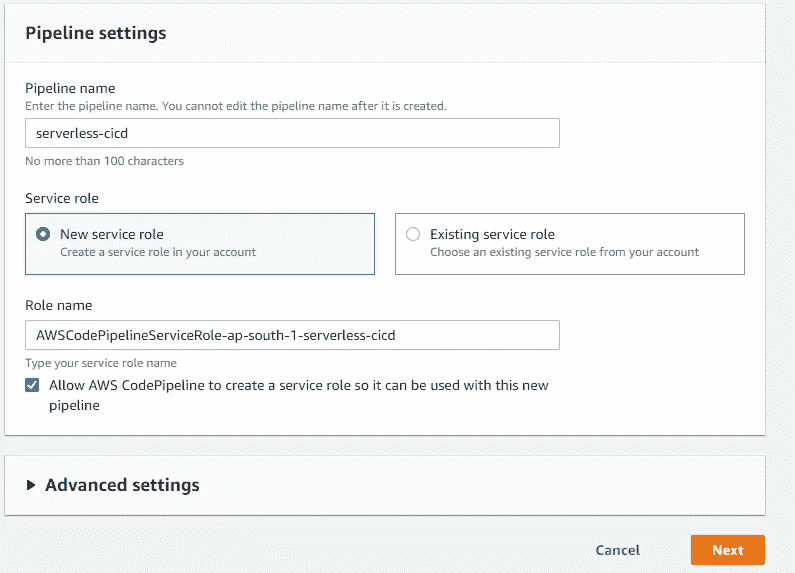 Pipeline settings
Pipeline name
Enter the pipeline name. You cannot edit the pipeline name after it is created.
serverless-cicd
No more than 100 characters
Service role
New service role
Create a service role in your account
Existing service role
Choose an existing service role from your account
Role name
AWSCodePipelineServiceRole-ap-south-1-serverless-cicd
Type your service role name
Allow AWS CodePipeline to create a service role so it can be used with this new
pipeline
Advanced settings
Cancel
Next